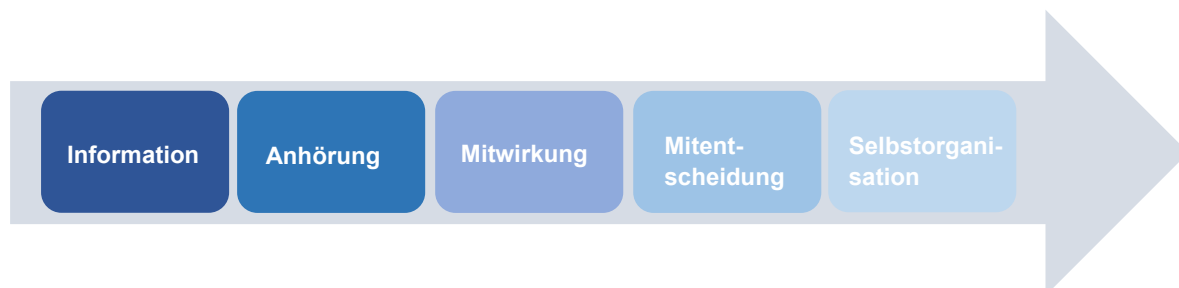 Information
Anhörung
Mitwirkung
Mitent-
scheidung
Selbstorgani-
sation